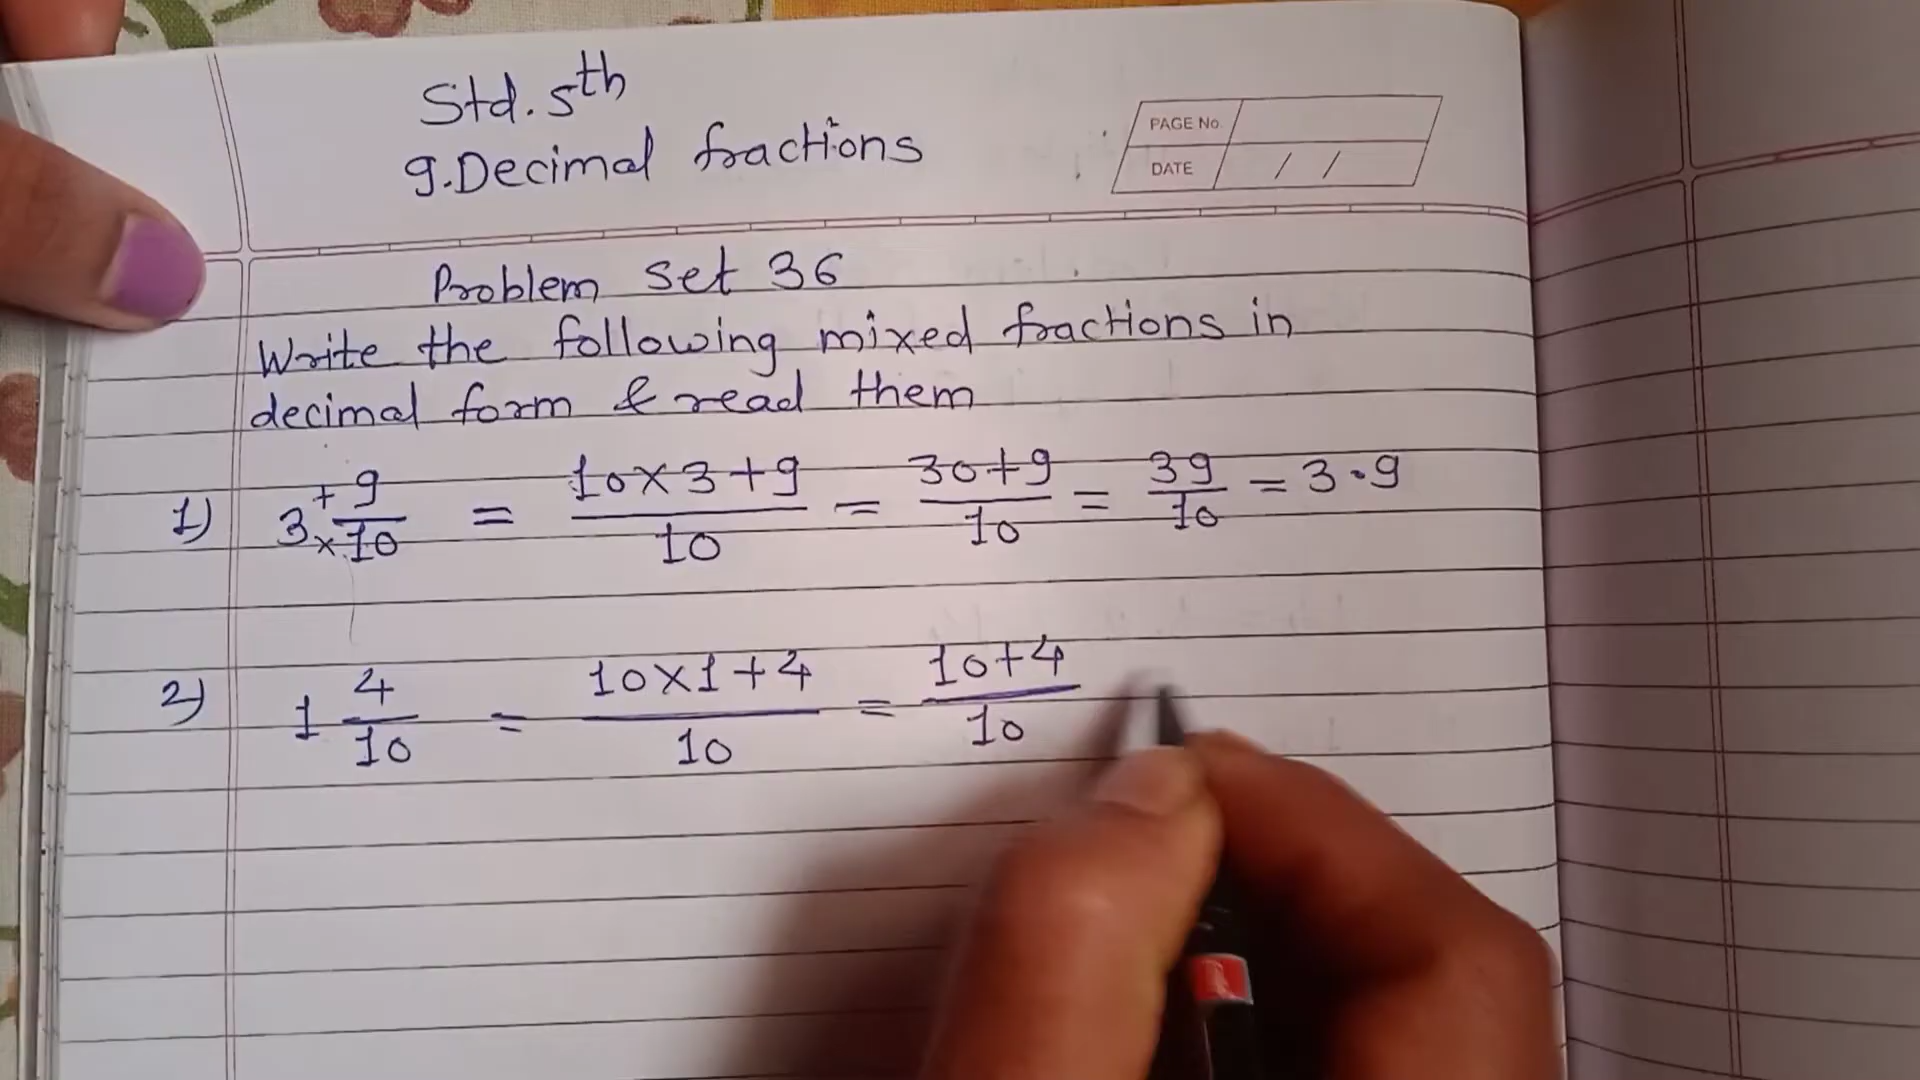 Std. 5th
9. Decimal fractions
PAGE No.
DATE / /
Problem set 36
Write the following mixed fractions in
decimal form & read them
1) 3 + 9 / × 10 = 10×3+9 / 10 = 30+9 / 10 = 39 / 10 = 3.9
2) 1 4/10 = 10×1+4 / 10 = 10+4 / 10